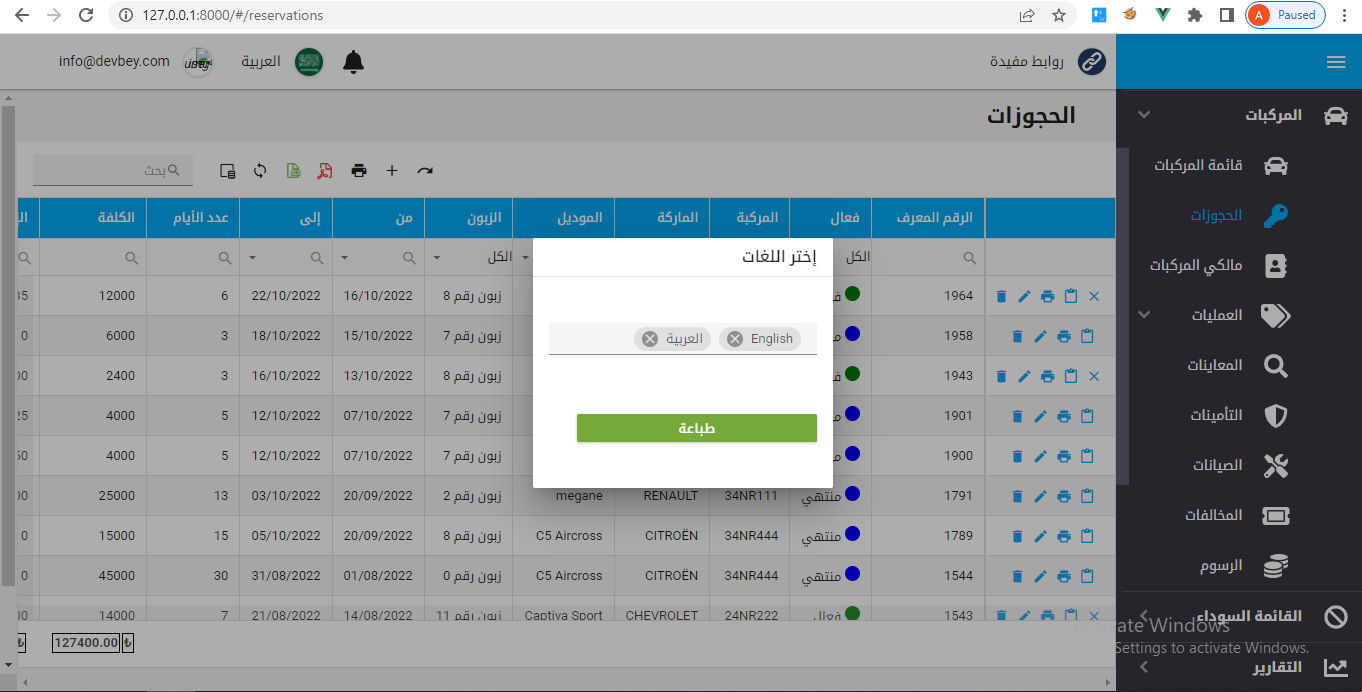 127.0.0.1:8000/#/reservations
A Paused
روابط مفيدة
العربية
info@devbey.com
المركبات
قائمة المركبات
الحجوزات
مالكي المركبات
العمليات
المعاينات
التأمينات
الصيانات
المخالفات
الرسوم
القائمة السوداء
التقارير
الحجوزات
بحث
الرقم المعرف فعال المركبة الماركة الموديل الزبون من إلى عدد الأيام الكلفة
الكل الكل
1964 زبون رقم 8 16/10/2022 22/10/2022 6 12000
1958 زبون رقم 7 15/10/2022 18/10/2022 3 6000
1943 زبون رقم 8 13/10/2022 16/10/2022 3 2400
1901 زبون رقم 7 07/10/2022 12/10/2022 5 4000
1900 زبون رقم 7 07/10/2022 12/10/2022 5 4000
1791 منتهي 34NR111 RENAULT megane زبون رقم 2 20/09/2022 03/10/2022 13 25000
1789 منتهي 34NR444 CITROËN C5 Aircross زبون رقم 8 20/09/2022 05/10/2022 15 15000
1544 منتهي 34NR444 CITROËN C5 Aircross زبون رقم 0 01/08/2022 31/08/2022 30 45000
1543 فعال 24NR222 CHEVROLET Captiva Sport زبون رقم 11 14/08/2022 21/08/2022 7 14000
127400.00 ₺
إختر اللغات
English العربية
طباعة
Activate Windows
Go to Settings to activate Windows.